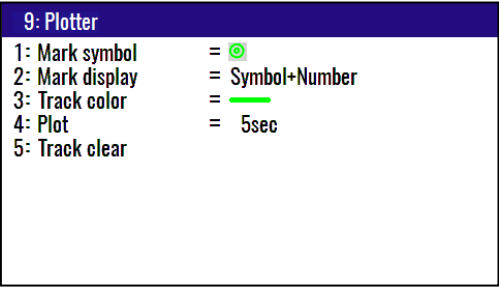 9: Plotter
1: Mark symbol =
2: Mark display = Symbol+Number
3: Track color =
4: Plot = 5sec
5: Track clear